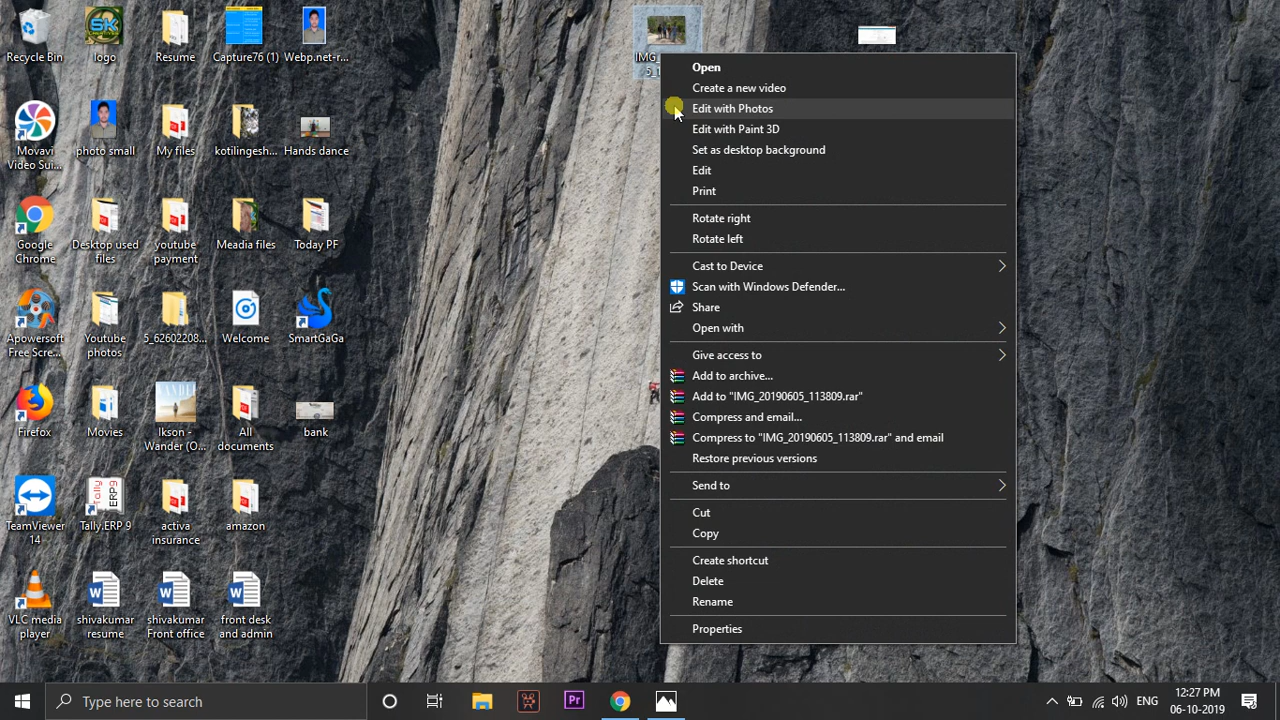 Recycle Bin
logo
Resume
Capture76 (1)
Webp.net-r...
Movavi
Video Sui...
photo small
My files
kotilingesh...
Hands dance
Google
Chrome
Desktop used
files
youtube
payment
Meadia files
Today PF
Apowersoft
Free Scre...
Youtube
photos
5_62602208...
Welcome
SmartGaGa
Firefox
Movies
Ikson -
Wander (O...
All
documents
bank
TeamViewer
14
Tally.ERP 9
activa
insurance
amazon
VLC media
player
shivakumar
resume
shivakumar
Front office
front desk
and admin
Open
Create a new video
Edit with Photos
Edit with Paint 3D
Set as desktop background
Edit
Print
Rotate right
Rotate left
Cast to Device
Scan with Windows Defender...
Share
Open with
Give access to
Add to archive...
Add to "IMG_20190605_113809.rar"
Compress and email...
Compress to "IMG_20190605_113809.rar" and email
Restore previous versions
Send to
Cut
Copy
Create shortcut
Delete
Rename
Properties
Type here to search
Pr
ENG
12:27 PM
06-10-2019